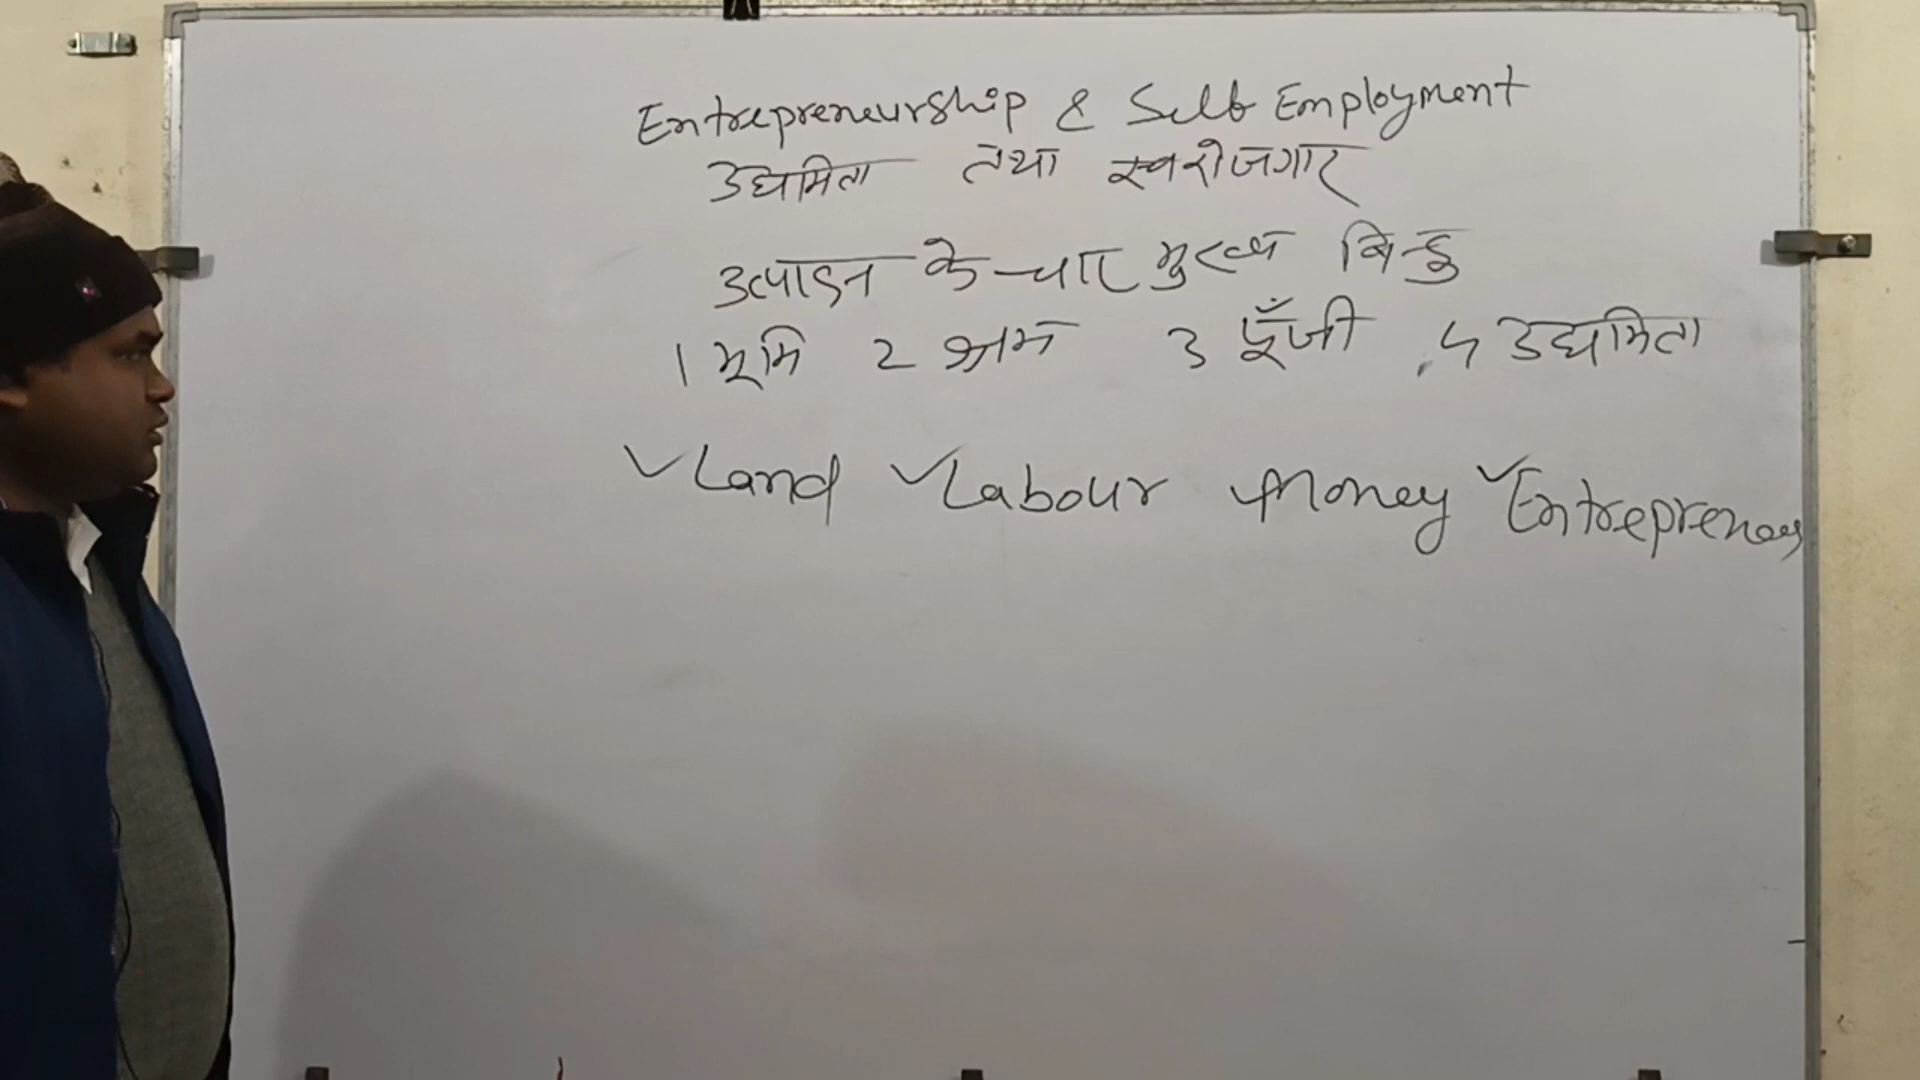 Entrepreneurship & Self Employment
उद्यमिता तथा स्वरोजगार
उत्पादन के चार मुख्य बिन्दु
1 भूमि 2 श्रम 3 पूँजी 4 उद्यमिता
✓Land ✓Labour ✓Money ✓Entrepreneur